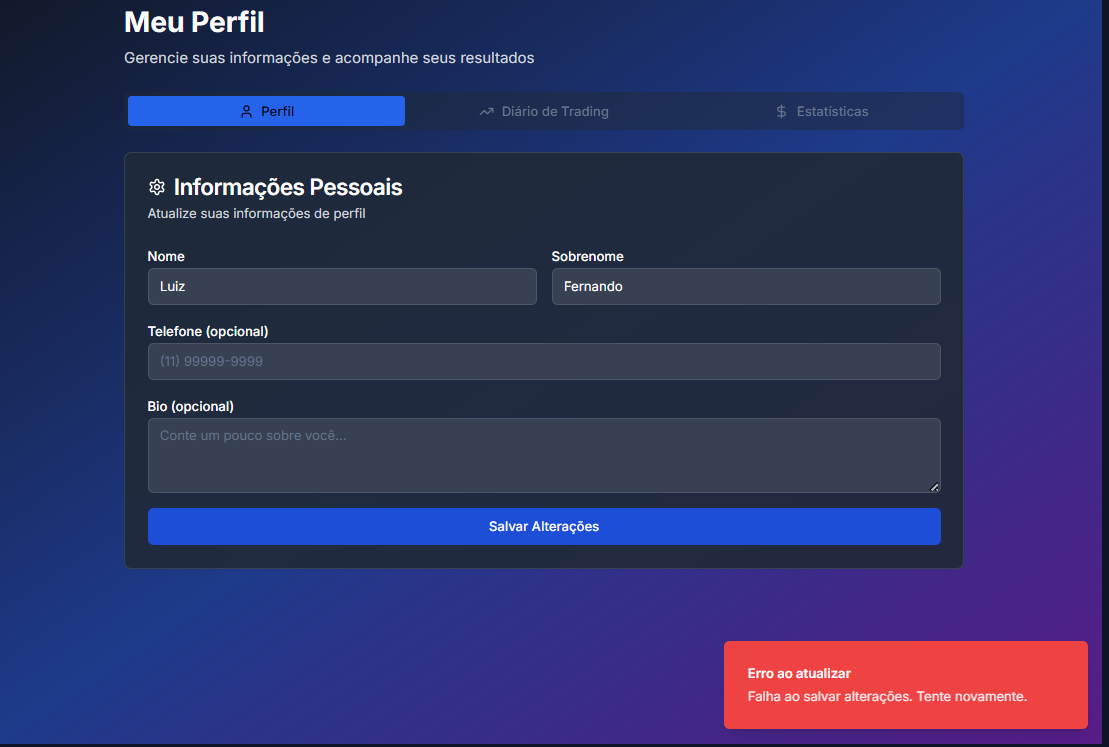 Meu Perfil
Gerencie suas informações e acompanhe seus resultados
Perfil
Diário de Trading
Estatísticas
Informações Pessoais
Atualize suas informações de perfil
Nome
Sobrenome
Luiz
Fernando
Telefone (opcional)
(11) 99999-9999
Bio (opcional)
Conte um pouco sobre você...
Salvar Alterações
Erro ao atualizar
Falha ao salvar alterações. Tente novamente.